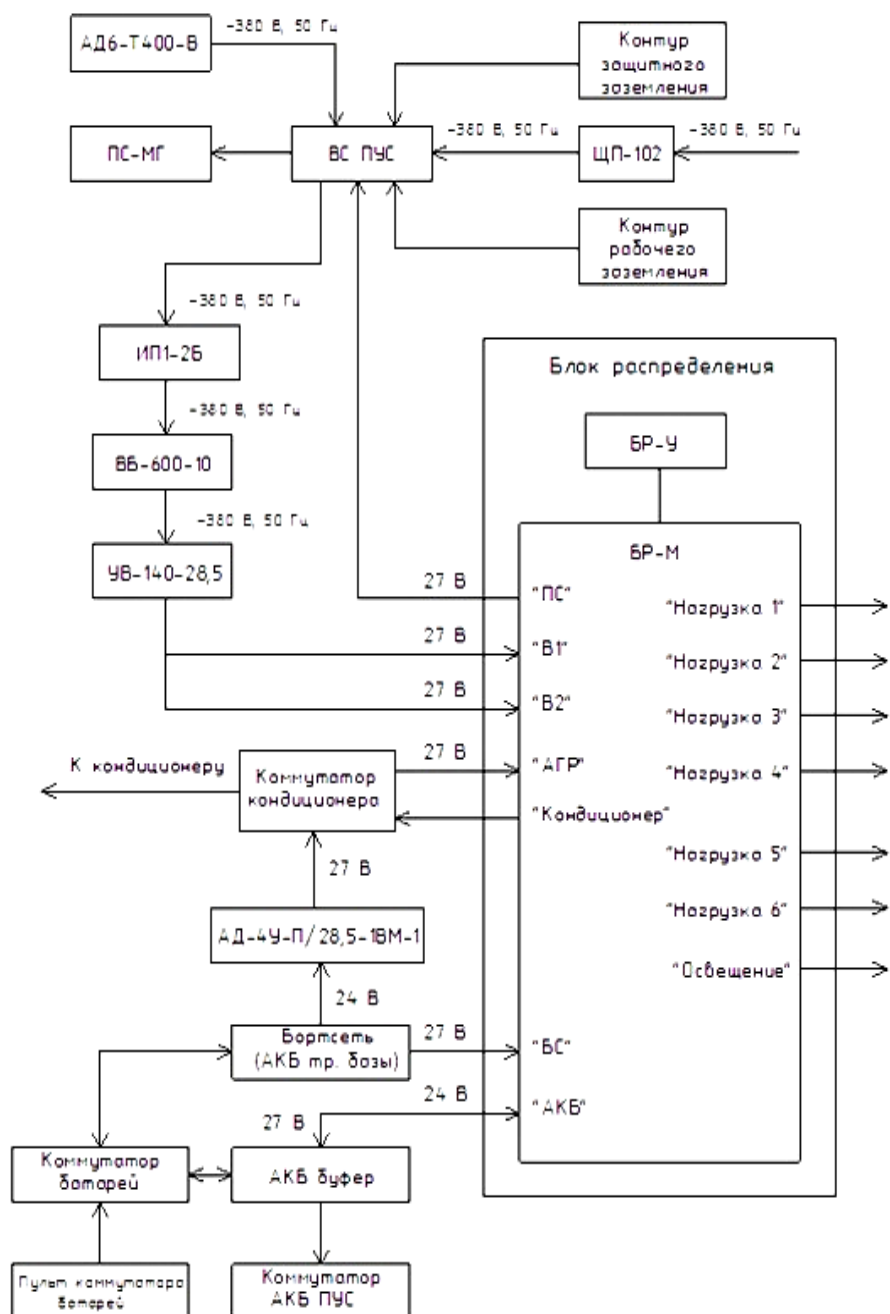 ~380 В, 50 Гц
АД6-Т400-В
Контур
защитного
заземления
ПС-МГ
ВС ПУС
~380 В, 50 Гц
ЩП-102
~380 В, 50 Гц
Контур
рабочего
заземления
~380 В, 50 Гц
ИП1-2Б
Блок распределения
~380 В, 50 Гц
БР-У
ВБ-600-10
~380 В, 50 Гц
УВ-140-28,5
БР-М
27 В
"ПС"
"Нагрузка 1"
27 В
"В1"
"Нагрузка 2"
27 В
"В2"
"Нагрузка 3"
К кондиционеру
Коммутатор
кондиционера
27 В
"АГР"
"Нагрузка 4"
"Кондиционер"
27 В
"Нагрузка 5"
АД-4У-П/28,5-1ВМ-1
"Нагрузка 6"
"Освещение"
24 В
Бортсеть
(АКБ тр. базы)
27 В
"БС"
24 В
"АКБ"
27 В
Коммутатор
батарей
АКБ буфер
Пульт коммутатора
батарей
Коммутатор
АКБ ПУС